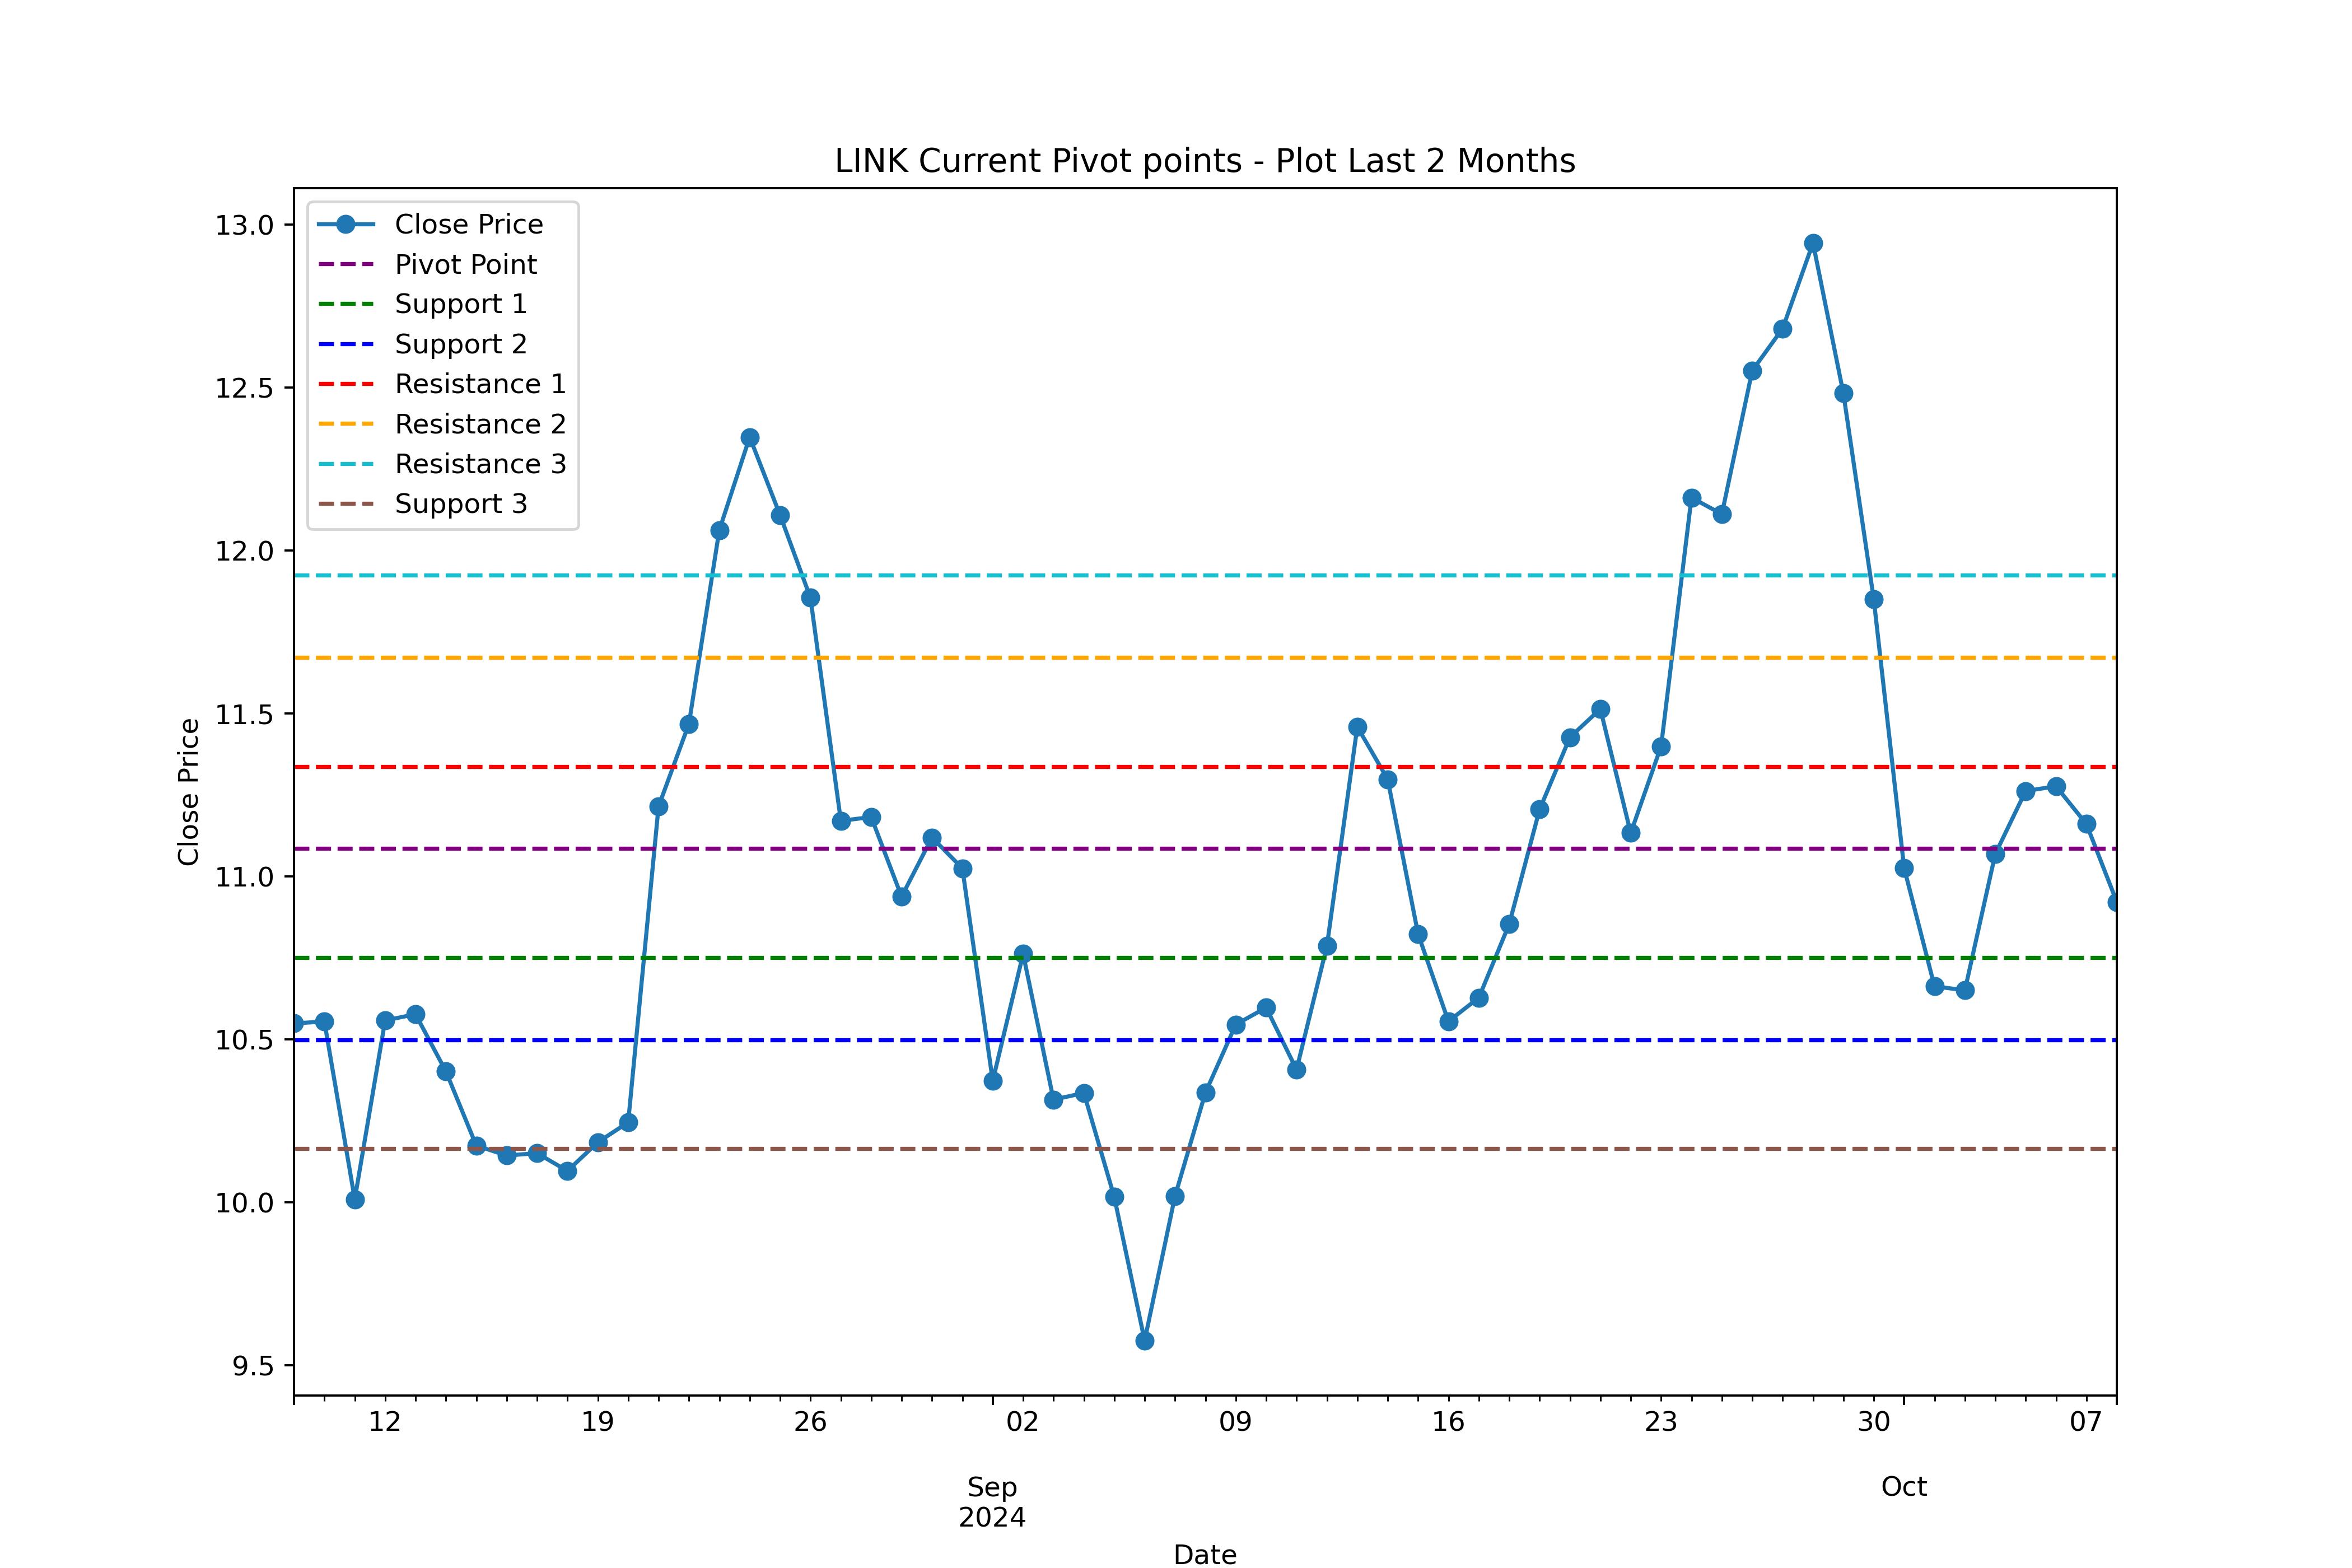 LINK Current Pivot points - Plot Last 2 Months
13.0
12.5
12.0
11.5
11.0
10.5
10.0
9.5
Close Price
Close Price
Pivot Point
Support 1
Support 2
Resistance 1
Resistance 2
Resistance 3
Support 3
12 19 26 02 09 16 23 30 07
Sep Oct
2024
Date